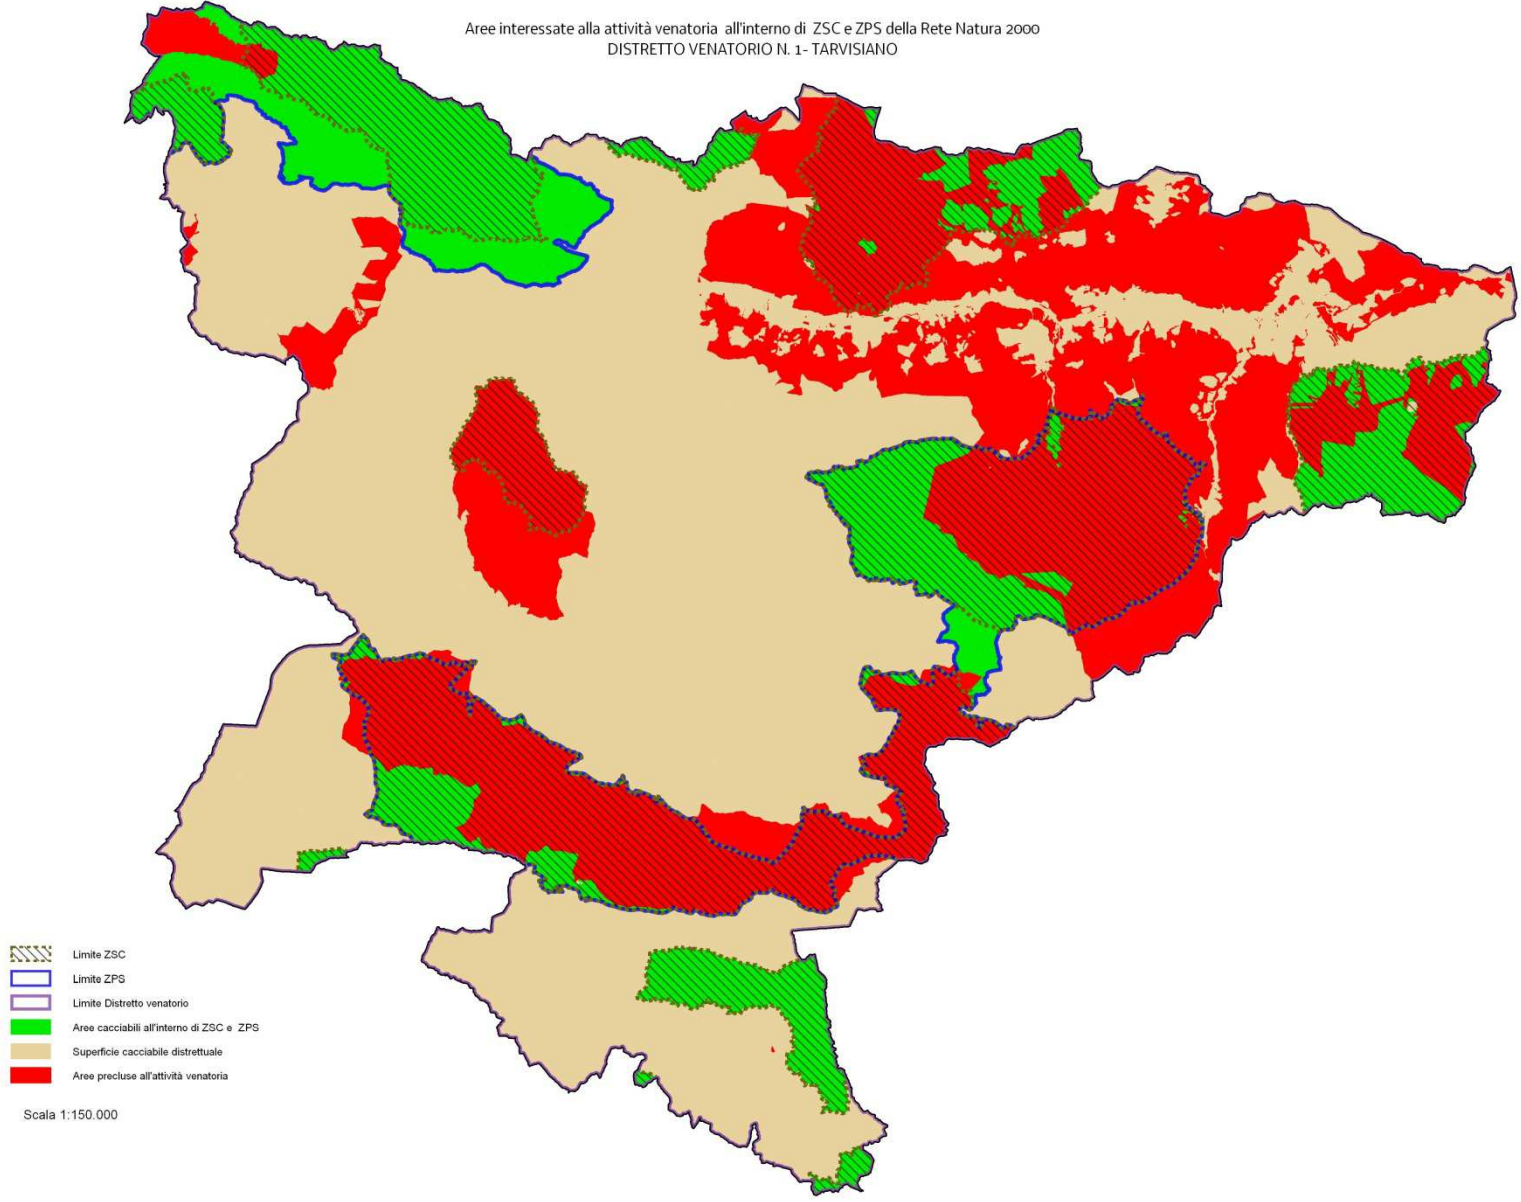 Aree interessate alla attività venatoria all'interno di ZSC e ZPS della Rete Natura 2000
DISTRETTO VENATORIO N. 1- TARVISIANO
Limite ZSC
Limite ZPS
Limite Distretto venatorio
Aree cacciabili all'interno di ZSC e ZPS
Superficie cacciabile distrettuale
Aree precluse all'attività venatoria
Scala 1:150.000